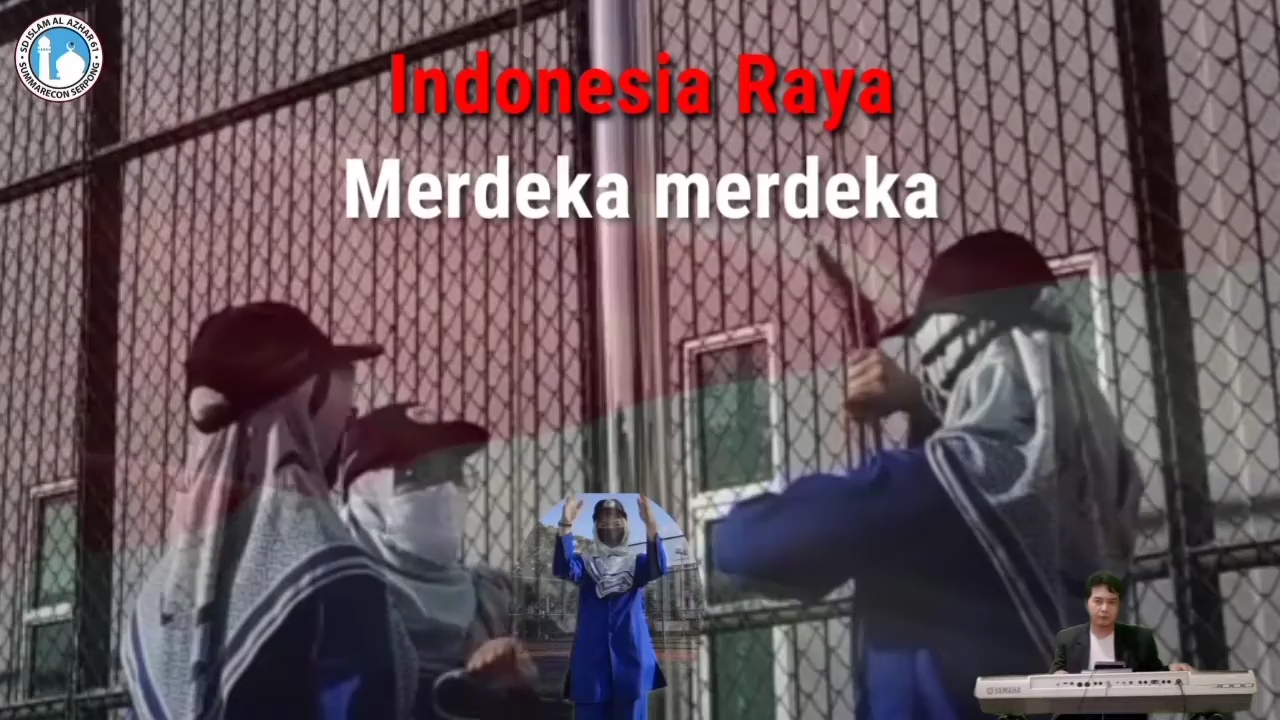 SD ISLAM AL AZHAR 61
SUMMARECON SERPONG
Indonesia Raya
Merdeka merdeka
YAMAHA